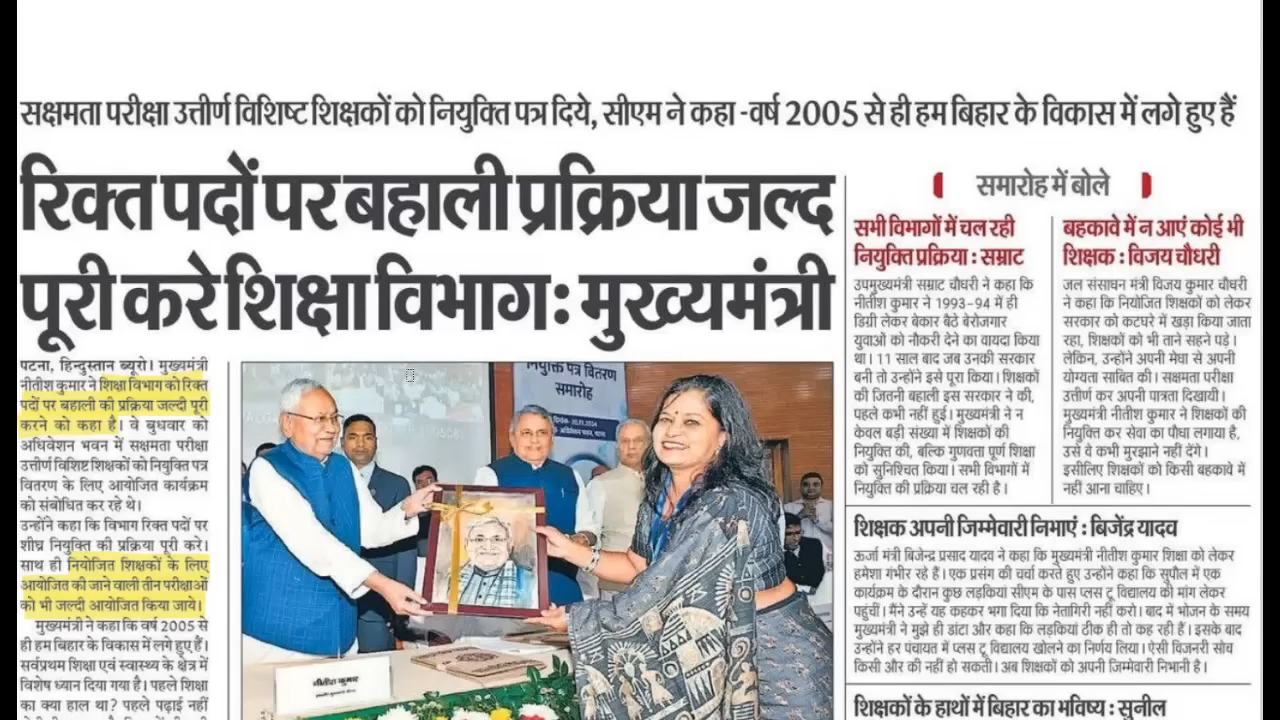 सक्षमता परीक्षा उत्तीर्ण विशिष्ट शिक्षकों को नियुक्ति पत्र दिये, सीएम ने कहा -वर्ष 2005 से ही हम बिहार के विकास में लगे हुए हैं
रिक्त पदों पर बहाली प्रक्रिया जल्द
पूरी करे शिक्षा विभाग: मुख्यमंत्री
पटना, हिन्दुस्तान ब्यूरो। मुख्यमंत्री
नीतीश कुमार ने शिक्षा विभाग को रिक्त
पदों पर बहाली की प्रक्रिया जल्दी पूरी
करने को कहा है। वे बुधवार को
अधिवेशन भवन में सक्षमता परीक्षा
उत्तीर्ण विशिष्ट शिक्षकों को नियुक्ति पत्र
वितरण के लिए आयोजित कार्यक्रम
को संबोधित कर रहे थे।
उन्होंने कहा कि विभाग रिक्त पदों पर
शीघ्र नियुक्ति की प्रक्रिया पूरी करे।
साथ ही नियोजित शिक्षकों के लिए
आयोजित की जाने वाली तीन परीक्षाओं
को भी जल्दी आयोजित किया जाये।
मुख्यमंत्री ने कहा कि वर्ष 2005 से
ही हम बिहार के विकास में लगे हुए हैं।
सर्वप्रथम शिक्षा एवं स्वास्थ्य के क्षेत्र में
विशेष ध्यान दिया गया है। पहले शिक्षा
का क्या हाल था? पहले पढ़ाई नहीं
नियुक्ति पत्र वितरण
समारोह
नीतीश कुमार
समारोह में बोले
सभी विभागों में चल रही
नियुक्ति प्रक्रिया : सम्राट
उपमुख्यमंत्री सम्राट चौधरी ने कहा कि
नीतीश कुमार ने 1993-94 में ही
डिग्री लेकर बेकार बैठे बेरोजगार
युवाओं को नौकरी देने का वायदा किया
था। 11 साल बाद जब उनकी सरकार
बनी तो उन्होंने इसे पूरा किया। शिक्षकों
की जितनी बहाली इस सरकार ने की,
पहले कभी नहीं हुई। मुख्यमंत्री ने न
केवल बड़ी संख्या में शिक्षकों की
नियुक्ति की, बल्कि गुणवत्ता पूर्ण शिक्षा
को सुनिश्चित किया। सभी विभागों में
नियुक्ति की प्रक्रिया चल रही है।
बहकावे में न आएं कोई भी
शिक्षक : विजय चौधरी
जल संसाधन मंत्री विजय कुमार चौधरी
ने कहा कि नियोजित शिक्षकों को लेकर
सरकार को कटघरे में खड़ा किया जाता
रहा, शिक्षकों को भी ताने सहने पड़े।
लेकिन, उन्होंने अपनी मेधा से अपनी
योग्यता साबित की। सक्षमता परीक्षा
उत्तीर्ण कर अपनी पात्रता दिखायी।
मुख्यमंत्री नीतीश कुमार ने शिक्षकों की
नियुक्ति कर सेवा का पौधा लगाया है,
उसे वे कभी मुरझाने नहीं देंगे।
इसीलिए शिक्षकों को किसी बहकावे में
नहीं आना चाहिए।
शिक्षक अपनी जिम्मेवारी निभाएं : बिजेंद्र यादव
ऊर्जा मंत्री बिजेन्द्र प्रसाद यादव ने कहा कि मुख्यमंत्री नीतीश कुमार शिक्षा को लेकर
हमेशा गंभीर रहे हैं। एक प्रसंग की चर्चा करते हुए उन्होंने कहा कि सुपौल में एक
कार्यक्रम के दौरान कुछ लड़कियां सीएम के पास प्लस टू विद्यालय की मांग लेकर
पहुंचीं। मैंने उन्हें यह कहकर भगा दिया कि नेतागिरी नहीं करो। बाद में भोजन के समय
मुख्यमंत्री ने मुझे ही डांटा और कहा कि लड़कियां ठीक ही तो कह रही हैं। इसके बाद
उन्होंने हर पंचायत में प्लस टू विद्यालय खोलने का निर्णय लिया। ऐसी विजनरी सोच
किसी और की नहीं हो सकती। अब शिक्षकों को अपनी जिम्मेवारी निभानी है।
शिक्षकों के हाथों में बिहार का भविष्य : सुनील